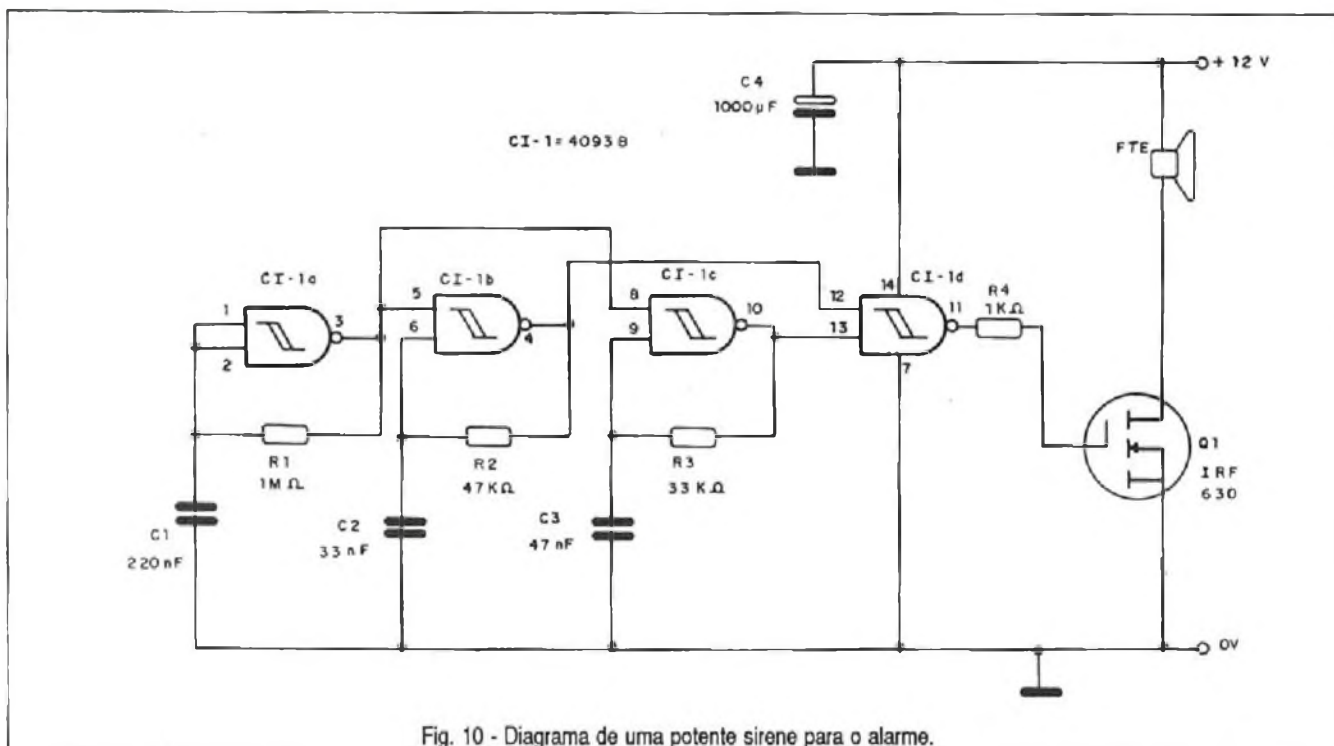 + 12 V
C4
1000µF
CI-1= 4093B
FTE
CI-1a
CI-1b
CI-1c
CI-1d
1
2
3
5
6
4
8
9
10
12
13
14
11
7
R4
1KΩ
R1
1MΩ
R2
47KΩ
R3
33KΩ
Q1
IRF
630
C1
220nF
C2
33nF
C3
47nF
0V
Fig. 10 - Diagrama de uma potente sirene para o alarme.